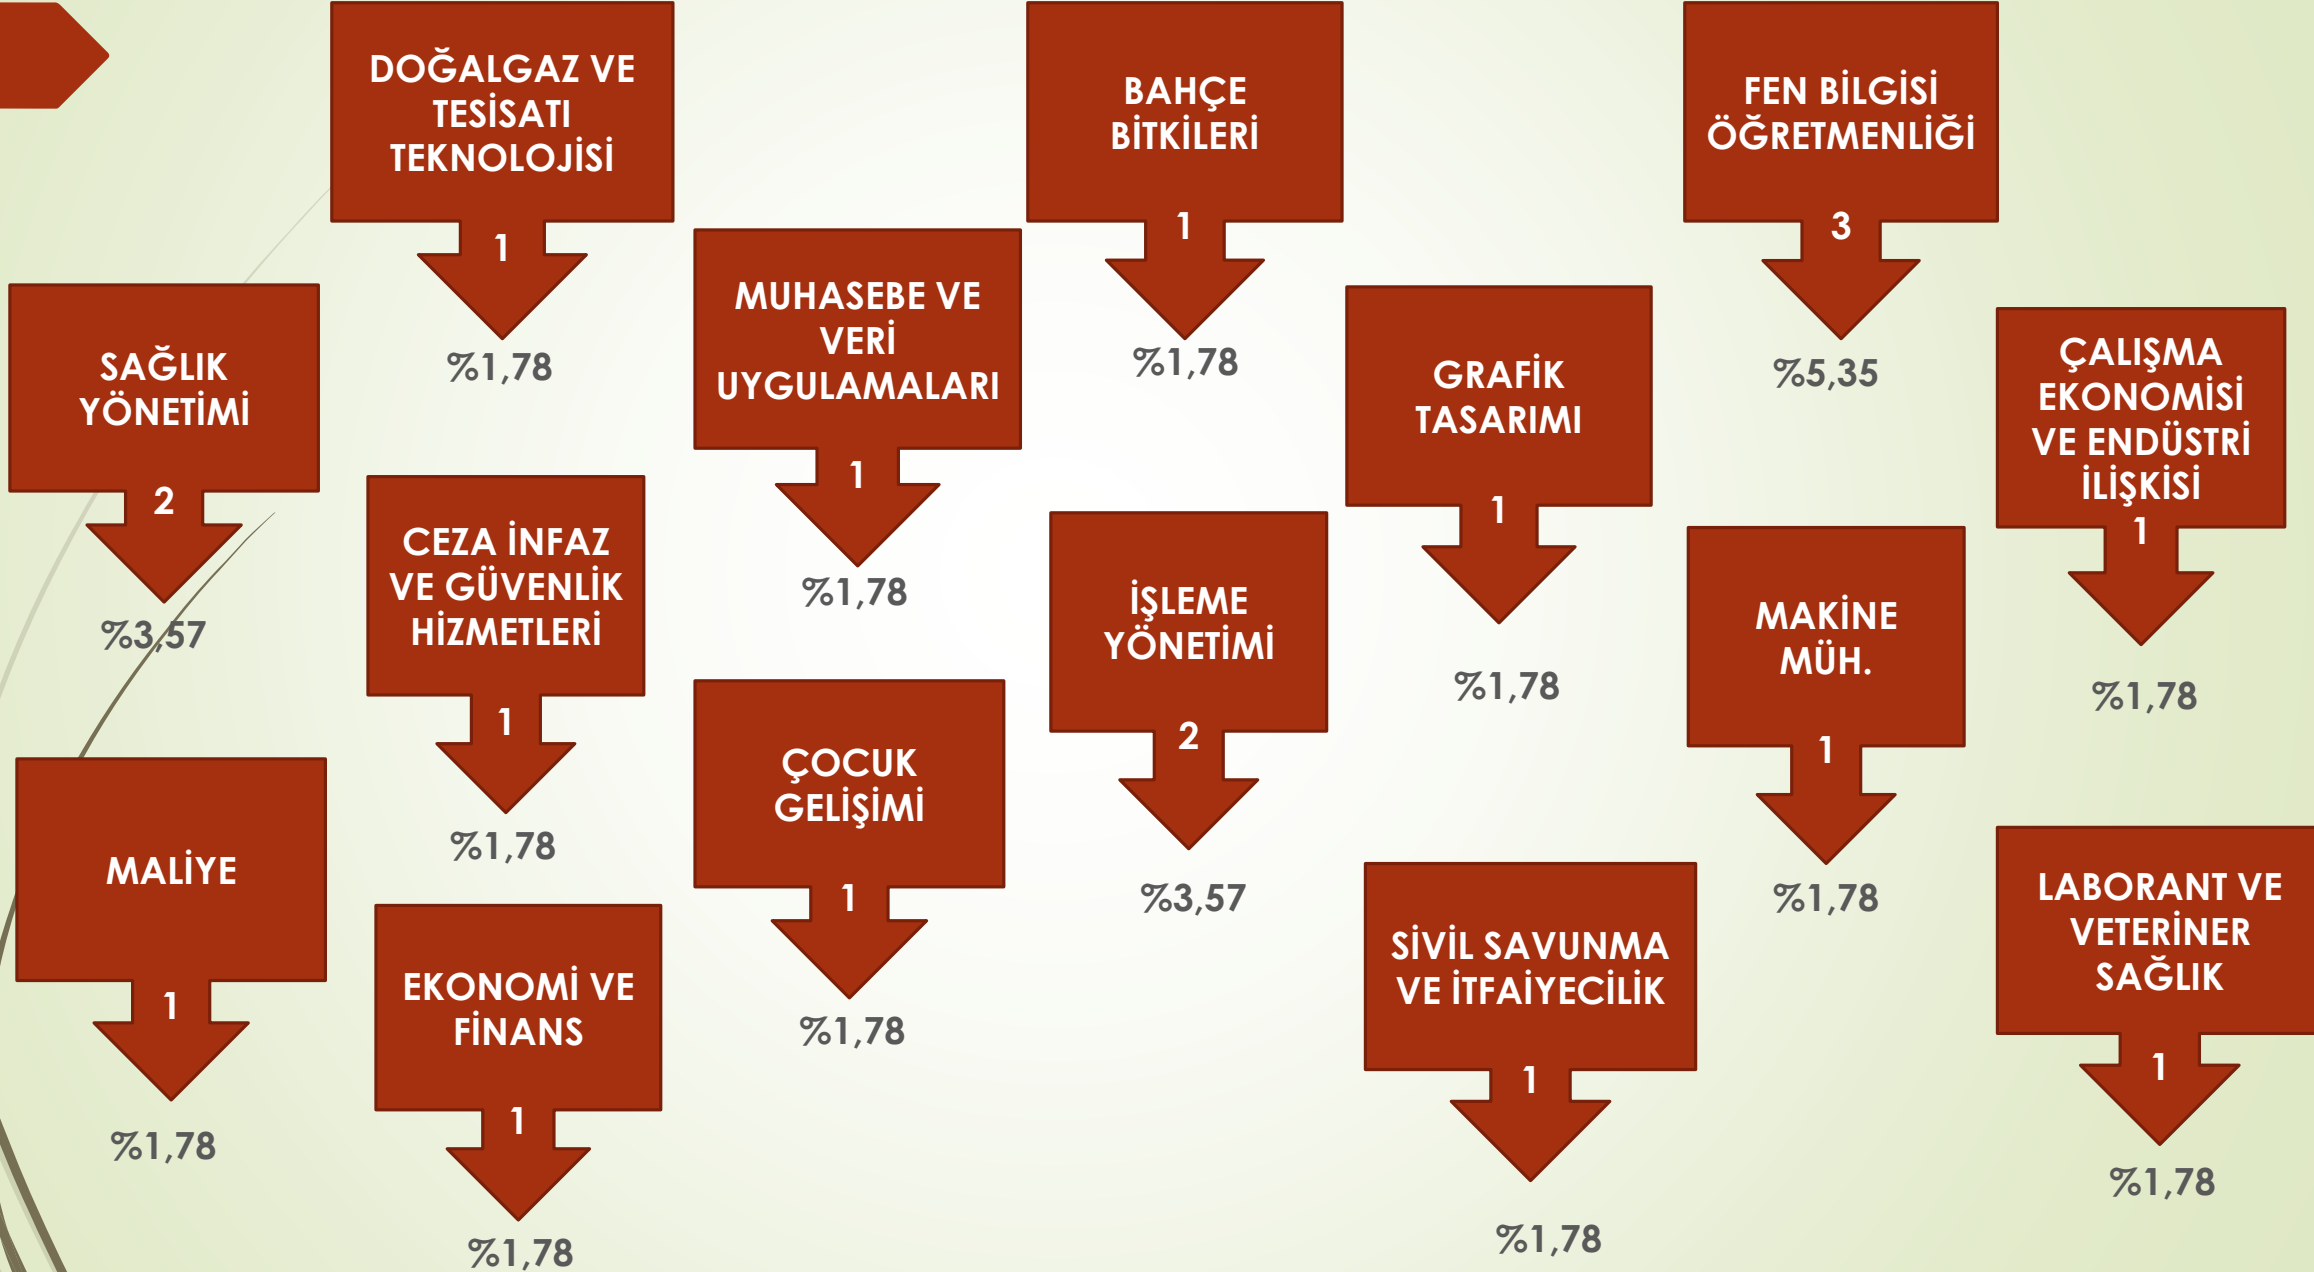 DOĞALGAZ VE
TESİSATI
TEKNOLOJİSİ
1
%1,78
BAHÇE
BİTKİLERİ
1
%1,78
FEN BİLGİSİ
ÖĞRETMENLİĞİ
3
%5,35
SAĞLIK
YÖNETİMİ
2
%3,57
MUHASEBE VE
VERİ
UYGULAMALARI
1
%1,78
GRAFİK
TASARIMI
1
%1,78
ÇALIŞMA
EKONOMİSİ
VE ENDÜSTRİ
İLİŞKİSİ
1
%1,78
CEZA İNFAZ
VE GÜVENLİK
HİZMETLERİ
1
%1,78
İŞLEME
YÖNETİMİ
2
%3,57
MAKİNE
MÜH.
1
%1,78
MALİYE
1
%1,78
ÇOCUK
GELİŞİMİ
1
%1,78
EKONOMİ VE
FİNANS
1
%1,78
SİVİL SAVUNMA
VE İTFAİYECİLİK
1
%1,78
LABORANT VE
VETERİNER
SAĞLIK
1
%1,78